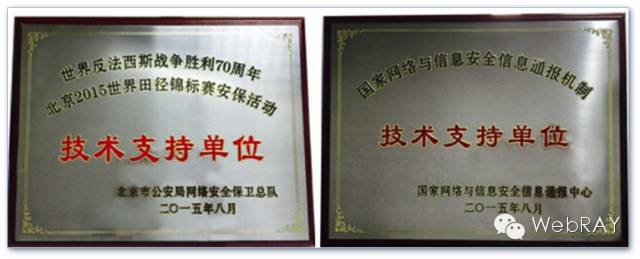 世界反法西斯战争胜利70周年
北京2015世界田径锦标赛安保活动
技术支持单位
北京市公安局网络安全保卫总队
二〇一五年八月
国家网络与信息安全信息通报机制
技术支持单位
国家网络与信息安全信息通报中心
二〇一五年八月
WebRAY